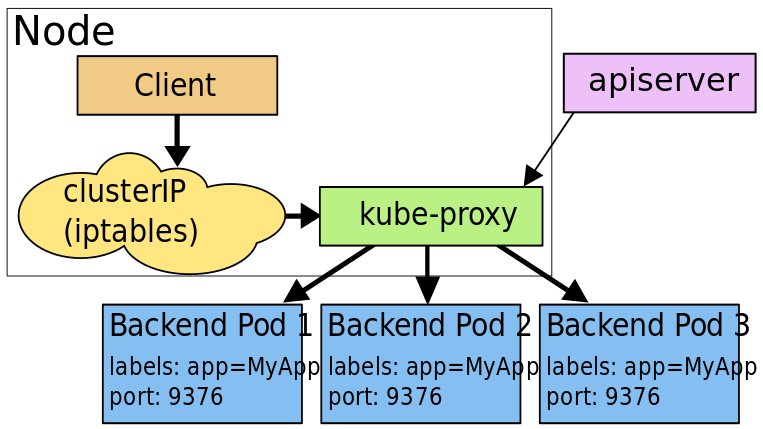 Node
Client
apiserver
clusterIP
(iptables)
kube-proxy
Backend Pod 1
labels: app=MyApp
port: 9376
Backend Pod 2
labels: app=MyApp
port: 9376
Backend Pod 3
labels: app=MyApp
port: 9376